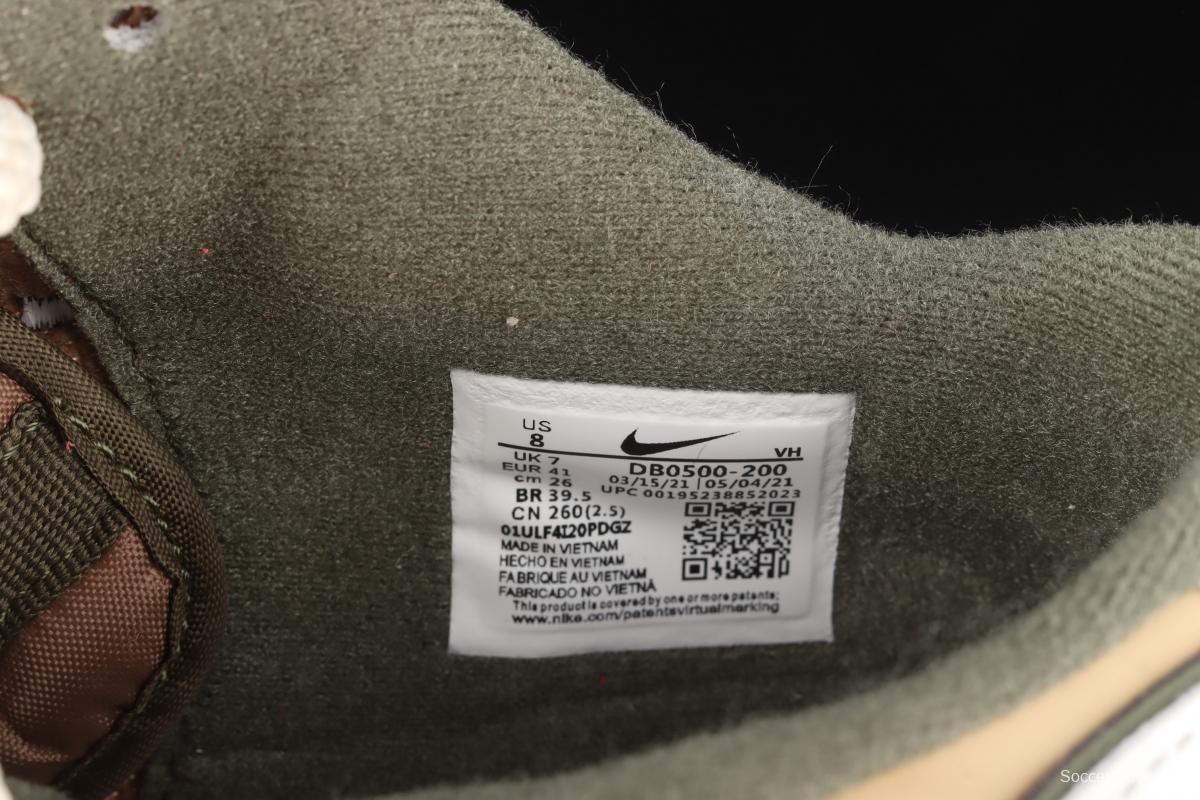 US
8
VH
UK 7
EUR 41
cm 26
BR 39.5
CN 260(2.5)
DB0500-200
03/15/21 | 05/04/21
UPC 00195238852023
01ULF4I20PDGZ
MADE IN VIETNAM
HECHO EN VIETNAM
FABRIQUE AU VIETNAM
FABRICADO NO VIETNÃ
This product is covered by one or more patents;
www.nike.com/patentsvirtualmarking